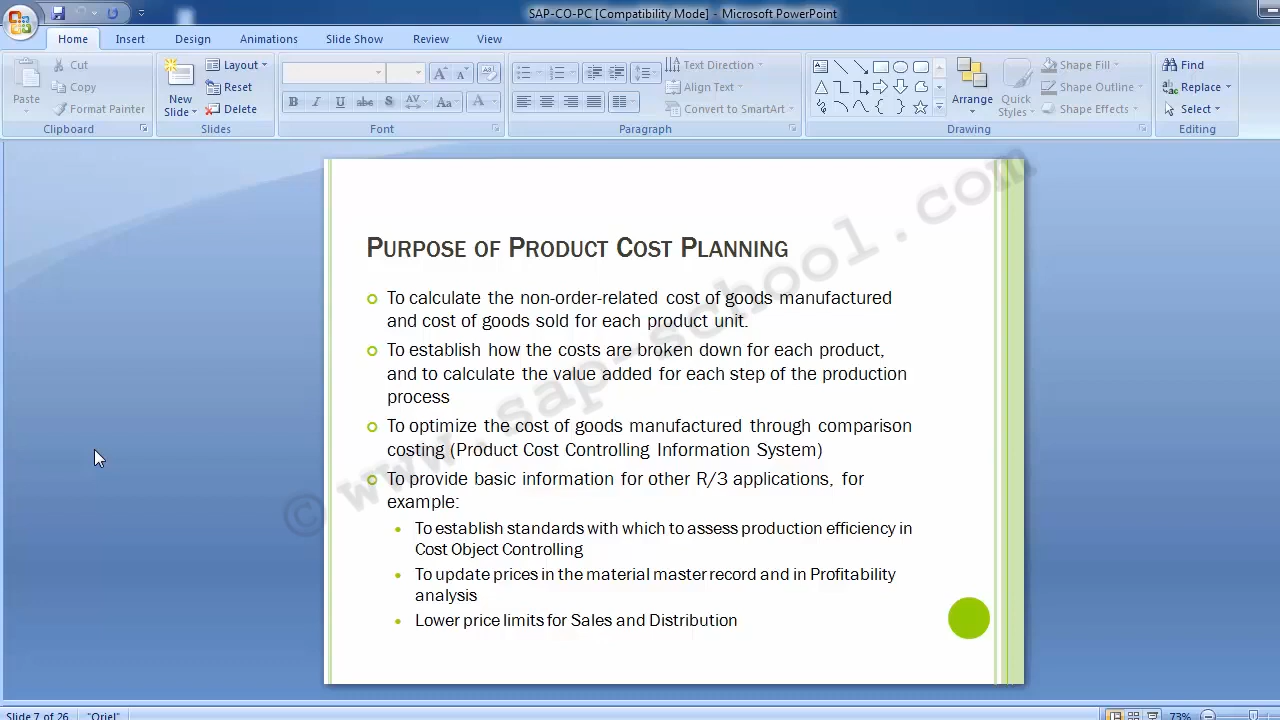 SAP-CO-PC [Compatibility Mode] - Microsoft PowerPoint
Home Insert Design Animations Slide Show Review View
Cut
Copy
Format Painter
Paste
Clipboard
New
Slide
Layout
Reset
Delete
Slides
B I U abc S AV Aa A
Font
Text Direction
Align Text
Convert to SmartArt
Paragraph
Arrange
Quick
Styles
Shape Fill
Shape Outline
Shape Effects
Drawing
Find
Replace
Select
Editing
PURPOSE OF PRODUCT COST PLANNING
To calculate the non-order-related cost of goods manufactured
and cost of goods sold for each product unit.
To establish how the costs are broken down for each product,
and to calculate the value added for each step of the production
process
To optimize the cost of goods manufactured through comparison
costing (Product Cost Controlling Information System)
To provide basic information for other R/3 applications, for
example:
To establish standards with which to assess production efficiency in
Cost Object Controlling
To update prices in the material master record and in Profitability
analysis
Lower price limits for Sales and Distribution
© www.sap-school.com
Slide 7 of 26 "Oriel" 73%